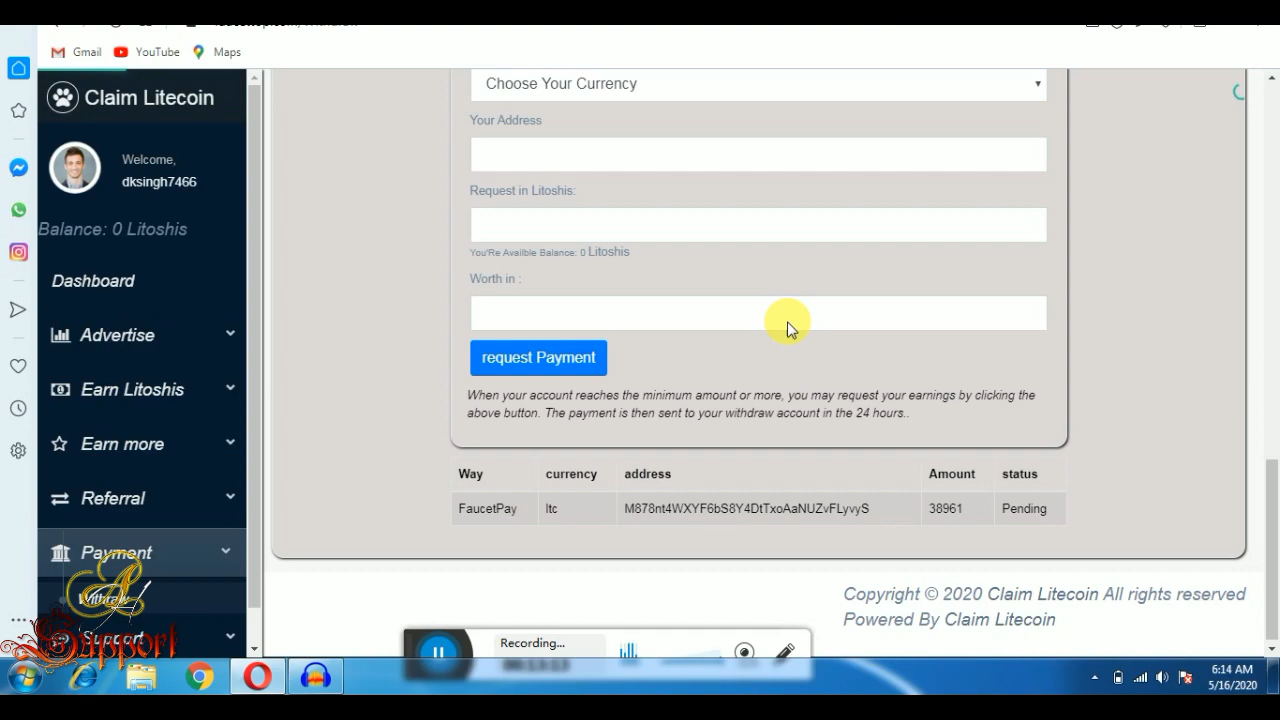 Gmail YouTube Maps
Claim Litecoin
Welcome,
dksingh7466
Balance: 0 Litoshis
Dashboard
Advertise
Earn Litoshis
Earn more
Referral
Payment
Withraw
Support
Choose Your Currency
Your Address
Request in Litoshis:
You'Re Availble Balance: 0 Litoshis
Worth in :
request Payment
When your account reaches the minimum amount or more, you may request your earnings by clicking the
above button. The payment is then sent to your withdraw account in the 24 hours..
Way currency address Amount status
FaucetPay ltc M878nt4WXYF6bS8Y4DtTxoAaNUZvFLyvyS 38961 Pending
Copyright © 2020 Claim Litecoin All rights reserved
Powered By Claim Litecoin
A
Support
Recording...
00:13:13
6:14 AM
5/16/2020